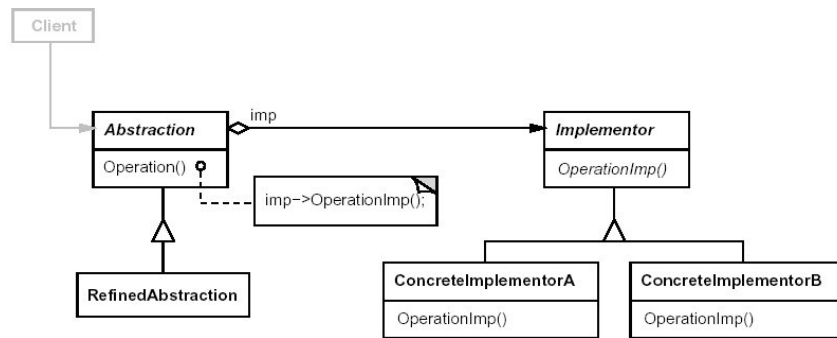 Client
imp
Abstraction
Implementor
Operation()
OperationImp()
imp−>OperationImp();
RefinedAbstraction
ConcreteImplementorA
ConcreteImplementorB
OperationImp()
OperationImp()